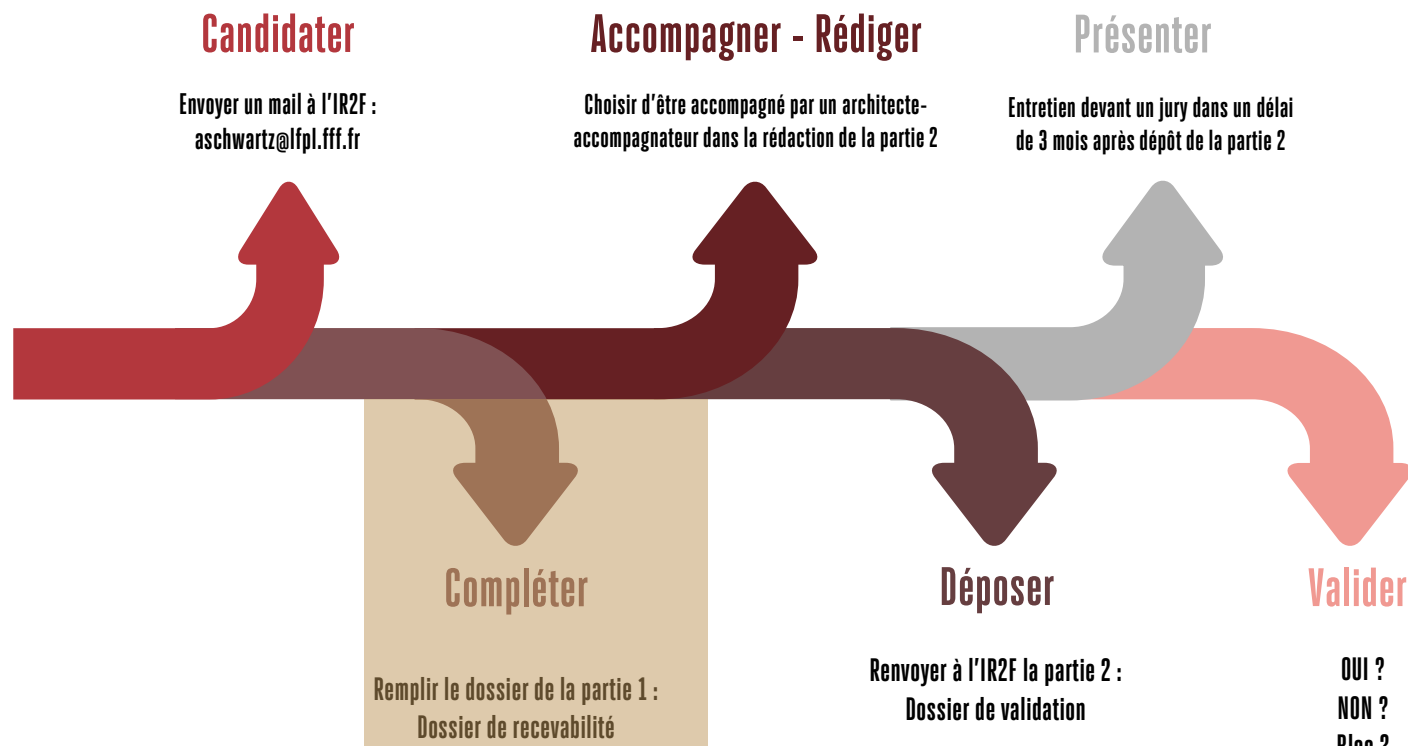 Candidater
Envoyer un mail à l'IR2F :
aschwartz@lfpl.fff.fr
Accompagner - Rédiger
Choisir d'être accompagné par un architecte-
accompagnateur dans la rédaction de la partie 2
Présenter
Entretien devant un jury dans un délai
de 3 mois après dépôt de la partie 2
Compléter
Remplir le dossier de la partie 1 :
Dossier de recevabilité
Déposer
Renvoyer à l'IR2F la partie 2 :
Dossier de validation
Valider
OUI ?
NON ?